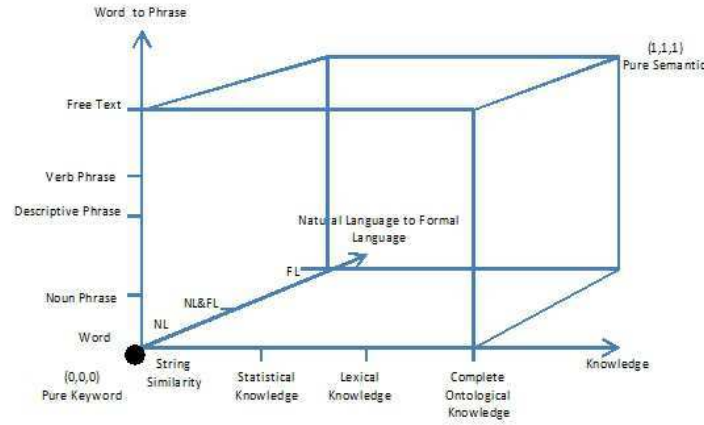 Word to Phrase
(1,1,1)
Pure Semantic
Free Text
Verb Phrase
Descriptive Phrase
Natural Language to Formal
Language
FL
Noun Phrase
NL&FL
NL
Word
(0,0,0)
Pure Keyword
String
Similarity
Statistical
Knowledge
Lexical
Knowledge
Complete
Ontological
Knowledge
Knowledge